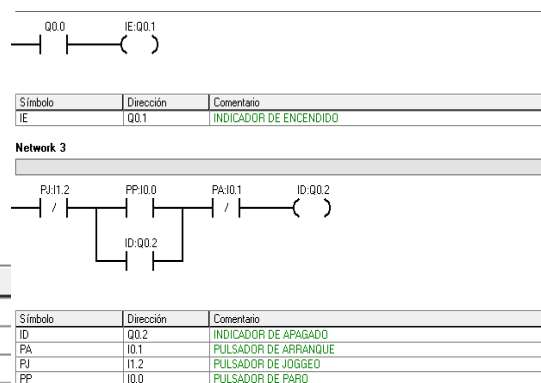 Q0.0 IE:Q0.1
Símbolo Dirección Comentario
IE Q0.1 INDICADOR DE ENCENDIDO
Network 3
PJ:I1.2 PP:I0.0 PA:I0.1 ID:Q0.2
/ /
ID:Q0.2
Símbolo Dirección Comentario
ID Q0.2 INDICADOR DE APAGADO
PA I0.1 PULSADOR DE ARRANQUE
PJ I1.2 PULSADOR DE JOGGEO
PP I0.0 PULSADOR DE PARO